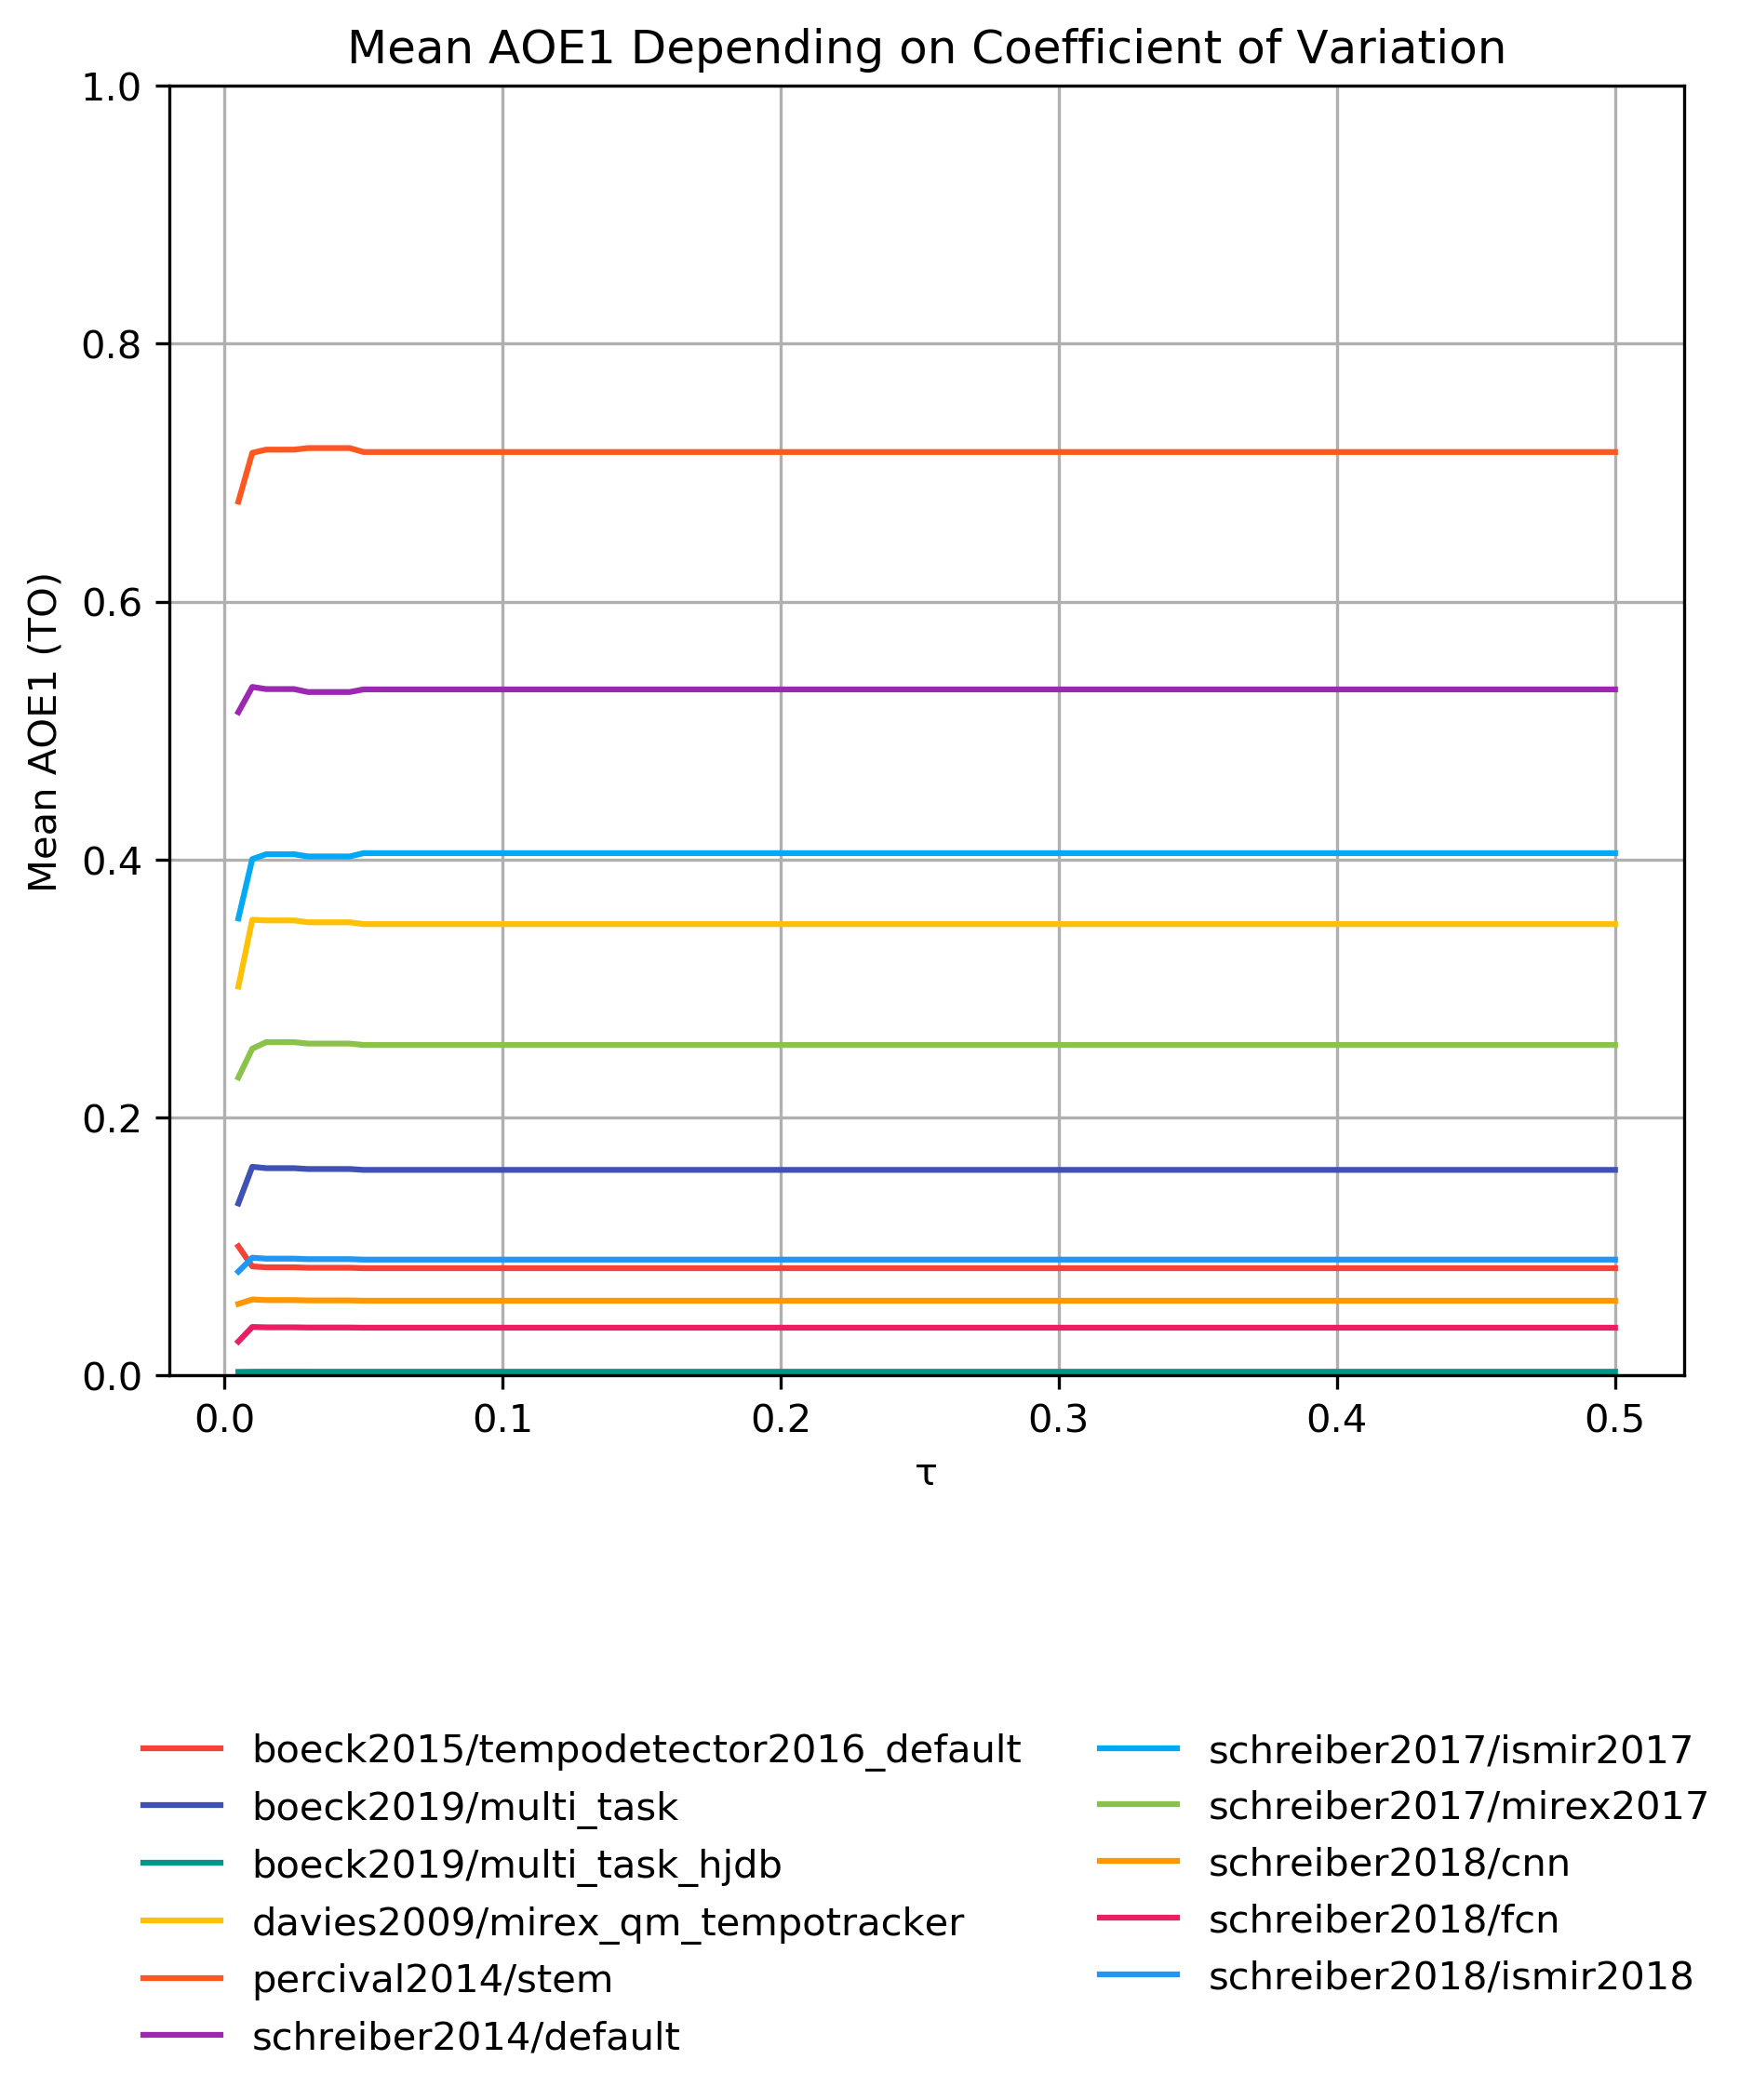 Mean AOE1 Depending on Coefficient of Variation
1.0
0.8
0.6
0.4
0.2
0.0
Mean AOE1 (TO)
0.0 0.1 0.2 0.3 0.4 0.5
τ
boeck2015/tempodetector2016_default
boeck2019/multi_task
boeck2019/multi_task_hjdb
davies2009/mirex_qm_tempotracker
percival2014/stem
schreiber2014/default
schreiber2017/ismir2017
schreiber2017/mirex2017
schreiber2018/cnn
schreiber2018/fcn
schreiber2018/ismir2018